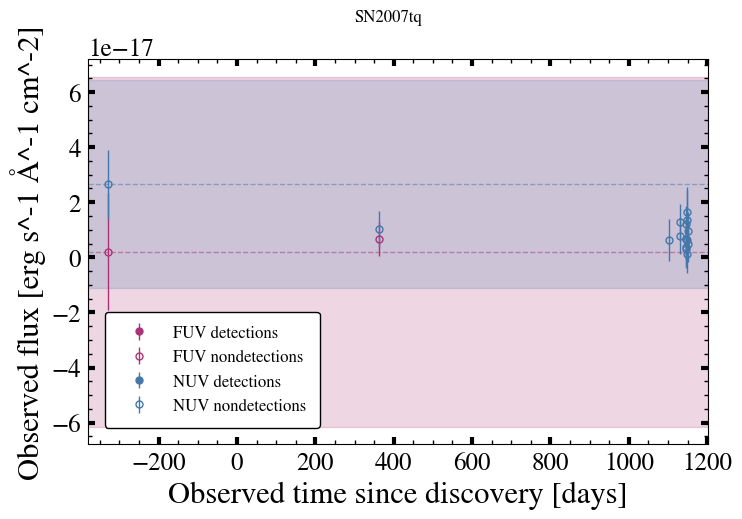 SN2007tq
1e−17
Observed flux [erg s^-1 Å^-1 cm^-2]
6
4
2
0
−2
−4
−6
FUV detections
FUV nondetections
NUV detections
NUV nondetections
−200 0 200 400 600 800 1000 1200
Observed time since discovery [days]